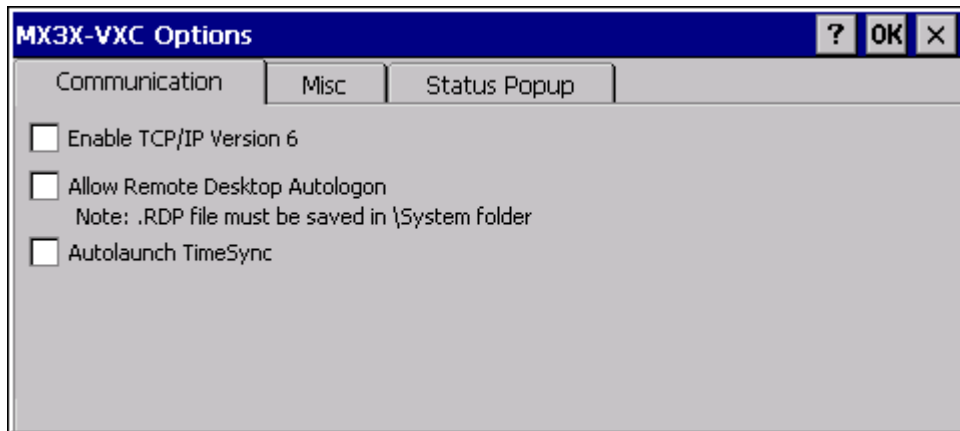 MX3X-VXC Options ? OK ×
Communication Misc Status Popup
Enable TCP/IP Version 6
Allow Remote Desktop Autologon
Note: .RDP file must be saved in \System folder
Autolaunch TimeSync